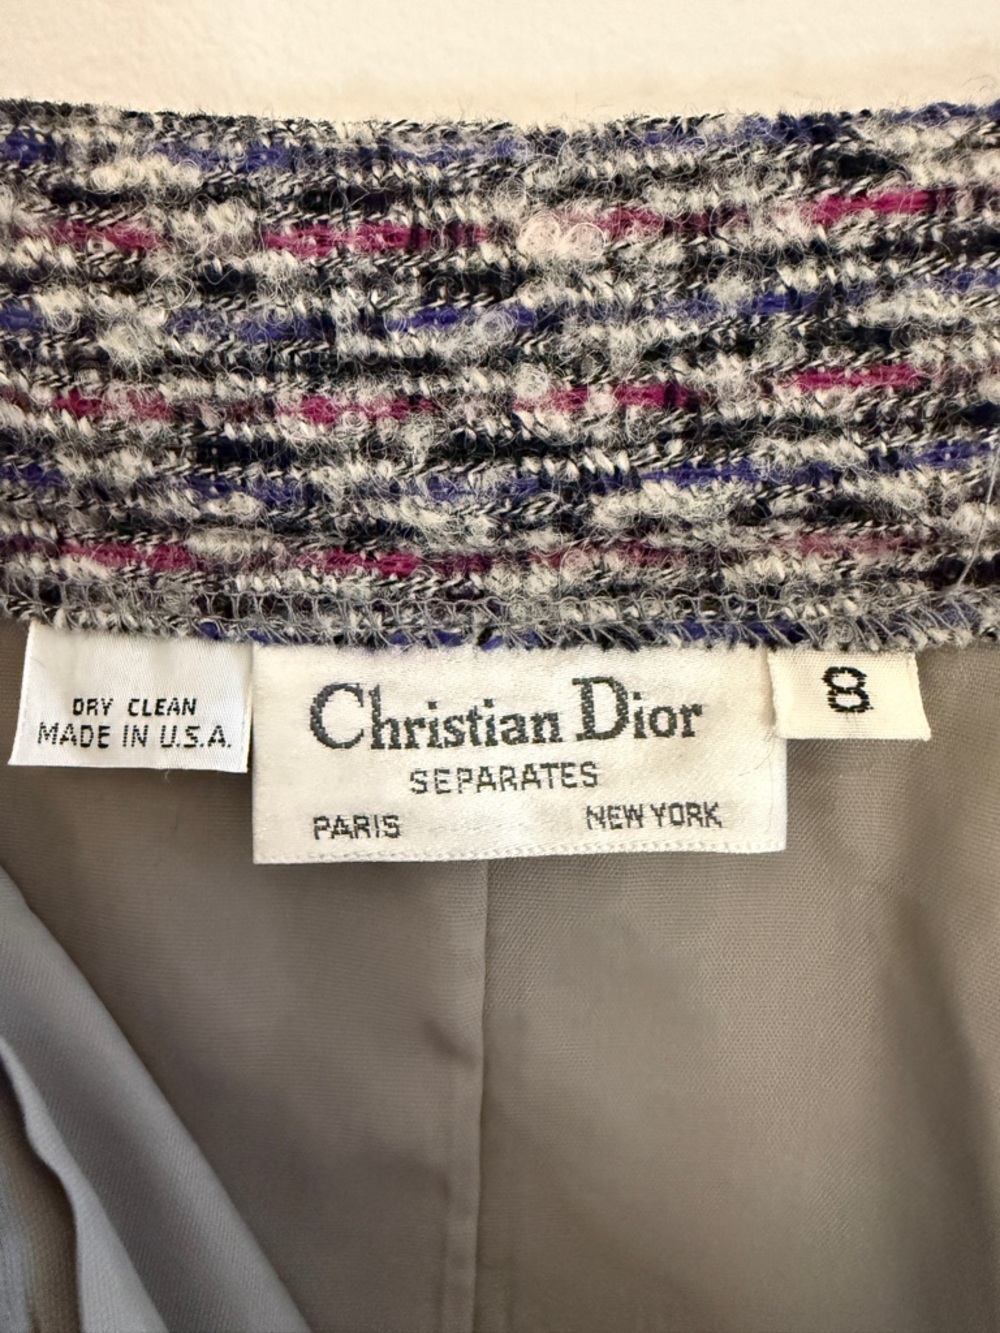 DRY CLEAN
MADE IN U.S.A.
Christian Dior
SEPARATES
PARIS NEW YORK
8